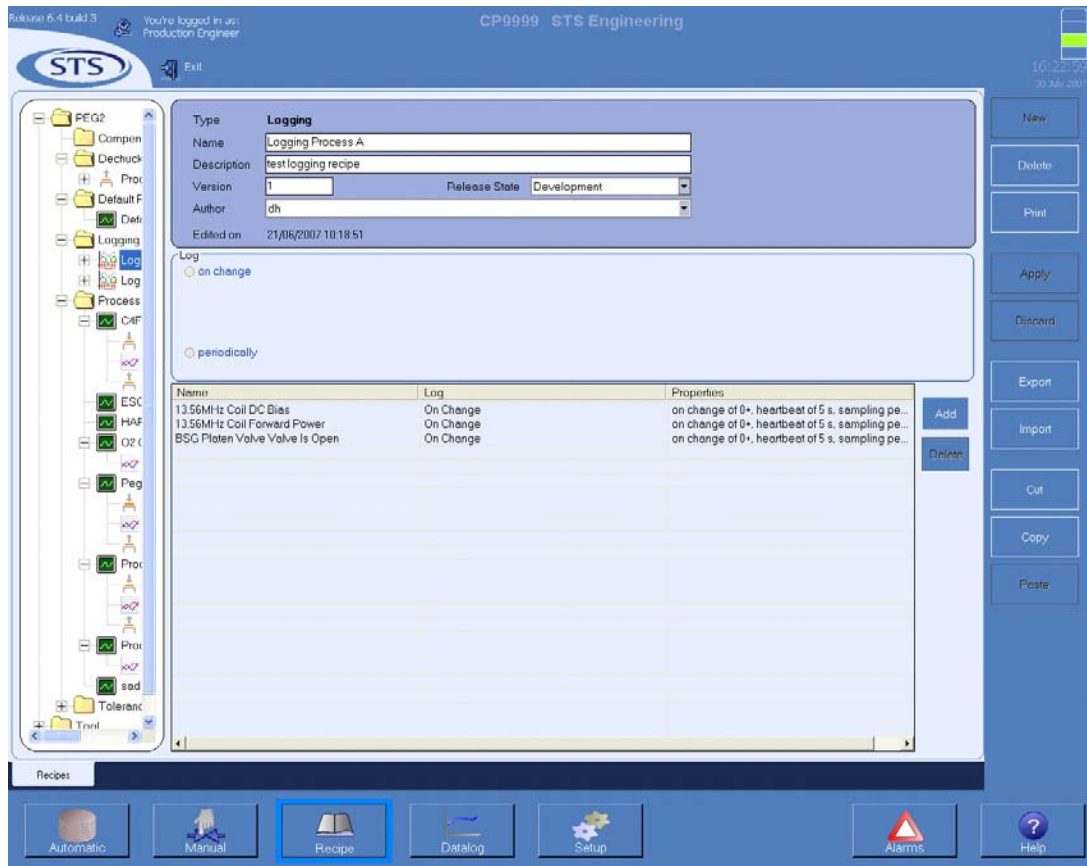 Release 6.4 build 3
You're logged in as:
Production Engineer
CP9999 STS Engineering
STS
Exit
16:22:59
30 July 2007
PEG2
Compon
Dechuck
Proc
Default F
Defa
Logging
Log
Log
Process
C4F
ESC
HAF
O2 C
Peg
Proc
Proc
sad
Toleranc
Tool
Type Logging
Name Logging Process A
Description test logging recipe
Version 1 Release State Development
Author dh
Edited on 21/06/2007 10:18:51
Log
on change
periodically
Name Log Properties
13.56MHz Coil DC Bias On Change on change of 0+, heartbeat of 5 s, sampling pe...
13.56MHz Coil Forward Power On Change on change of 0+, heartbeat of 5 s, sampling pe...
BSG Platen Valve Valve Is Open On Change on change of 0+, heartbeat of 5 s, sampling pe...
Add
Delete
New
Delete
Print
Apply
Discard
Export
Import
Cut
Copy
Paste
Recipes
Automatic
Manual
Recipe
Datalog
Setup
Alarms
Help